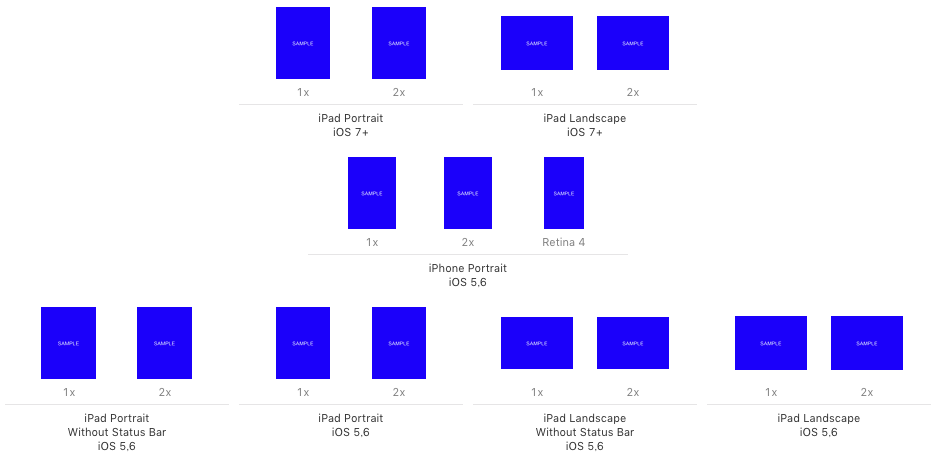 SAMPLE SAMPLE SAMPLE SAMPLE
1x 2x 1x 2x
iPad Portrait iPad Landscape
iOS 7+ iOS 7+
SAMPLE SAMPLE SAMPLE
1x 2x Retina 4
iPhone Portrait
iOS 5,6
SAMPLE SAMPLE SAMPLE SAMPLE SAMPLE SAMPLE SAMPLE SAMPLE
1x 2x 1x 2x 1x 2x 1x 2x
iPad Portrait iPad Portrait iPad Landscape iPad Landscape
Without Status Bar iOS 5,6 Without Status Bar iOS 5,6
iOS 5,6 iOS 5,6